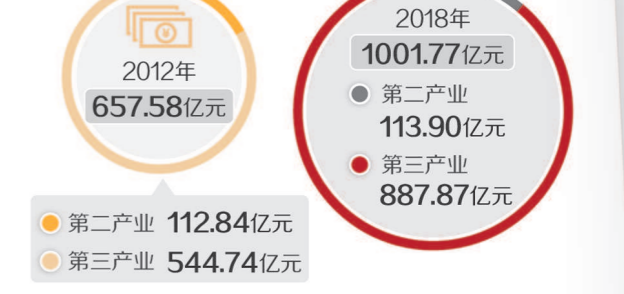 2012年
657.58亿元
第二产业 112.84亿元
第三产业 544.74亿元
2018年
1001.77亿元
第二产业
113.90亿元
第三产业
887.87亿元